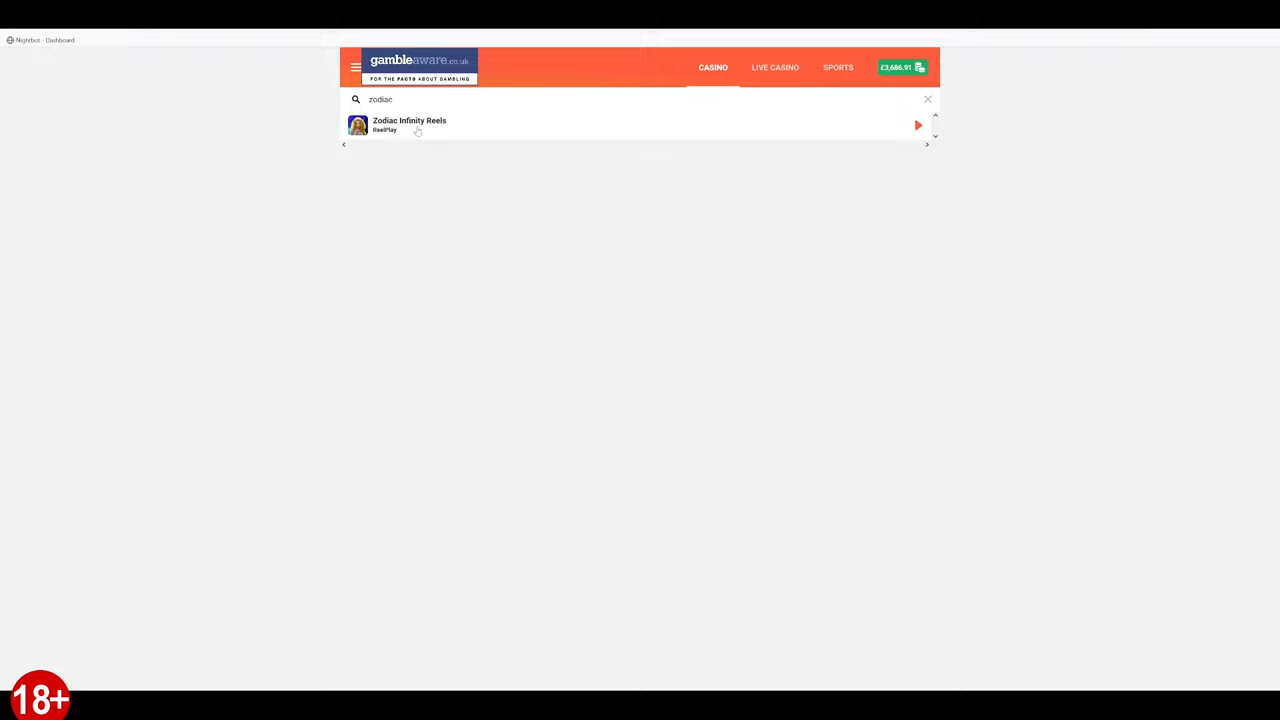 Nightbot - Dashboard
gambleaware.co.uk
FOR THE FACTS ABOUT GAMBLING
CASINO
LIVE CASINO
SPORTS
£3,686.91
zodiac
Zodiac Infinity Reels
ReelPlay
18+